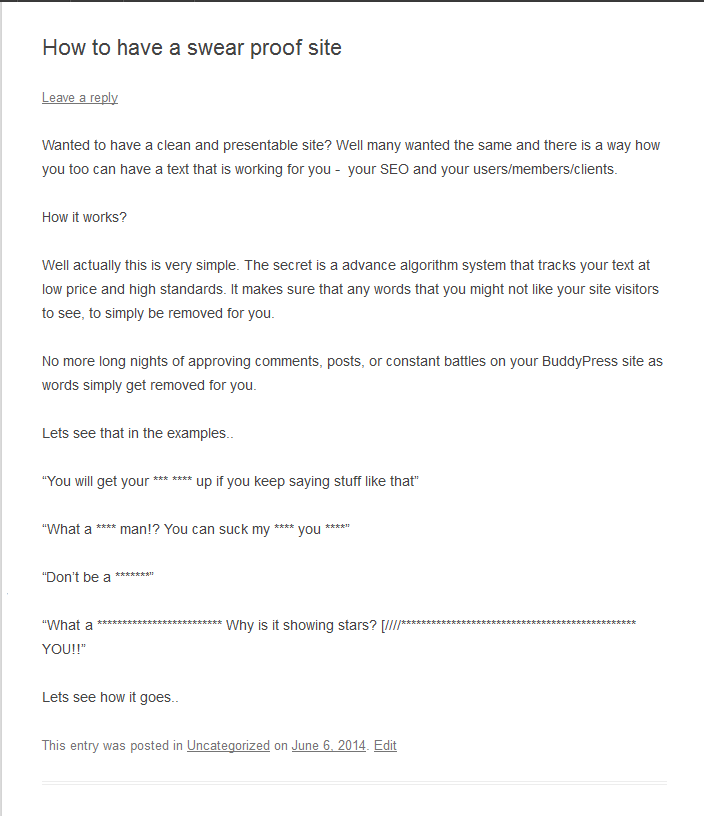 How to have a swear proof site
Leave a reply
Wanted to have a clean and presentable site? Well many wanted the same and there is a way how
you too can have a text that is working for you -  your SEO and your users/members/clients.
How it works?
Well actually this is very simple. The secret is a advance algorithm system that tracks your text at
low price and high standards. It makes sure that any words that you might not like your site visitors
to see, to simply be removed for you.
No more long nights of approving comments, posts, or constant battles on your BuddyPress site as
words simply get removed for you.
Lets see that in the examples..
“You will get your *** **** up if you keep saying stuff like that”
“What a **** man!? You can suck my **** you ****”
“Don’t be a *******”
“What a ************************* Why is it showing stars? [////***********************************************
YOU!!”
Lets see how it goes..
This entry was posted in Uncategorized on June 6, 2014. Edit